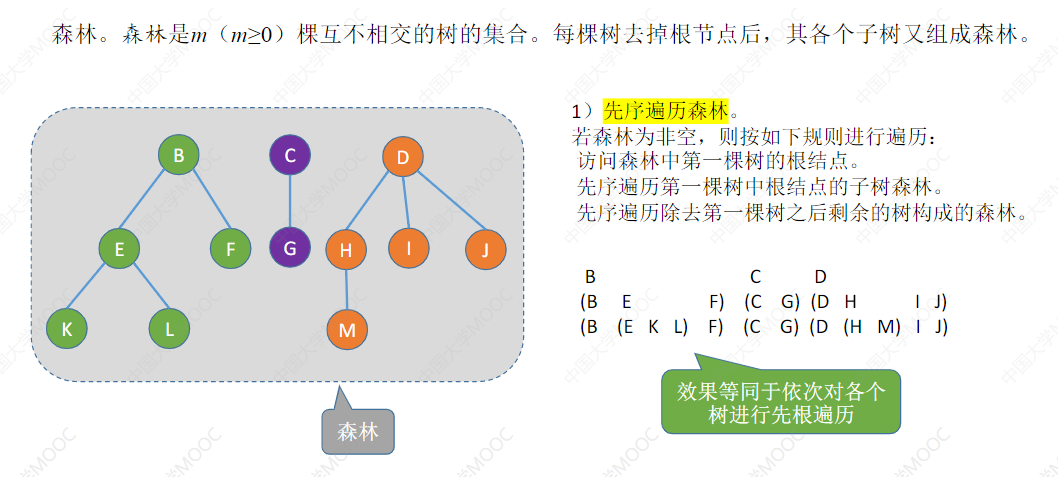 森林。森林是m（m≥0）棵互不相交的树的集合。每棵树去掉根节点后，其各个子树又组成森林。
1）先序遍历森林。
若森林为非空，则按如下规则进行遍历：
访问森林中第一棵树的根结点。
先序遍历第一棵树中根结点的子树森林。
先序遍历除去第一棵树之后剩余的树构成的森林。
B C D
E F G H I J
K L M
森林
B C D
(B E F) (C G) (D H I J)
(B (E K L) F) (C G) (D (H M) I J)
效果等同于依次对各个
树进行先根遍历
中国大学MOOC